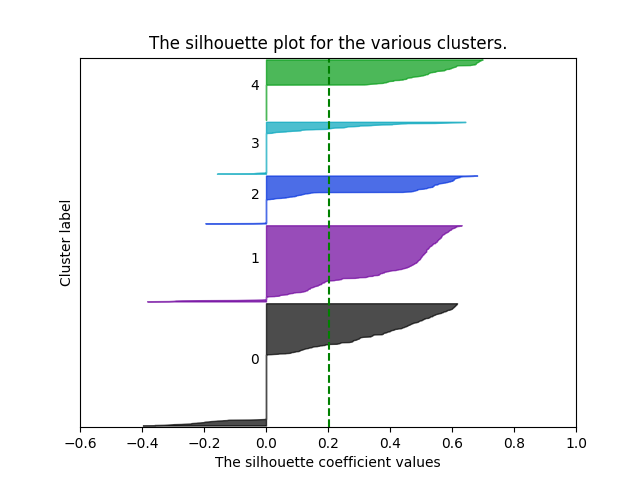 The silhouette plot for the various clusters.
4
3
2
1
0
Cluster label
−0.6 −0.4 −0.2 0.0 0.2 0.4 0.6 0.8 1.0
The silhouette coefficient values